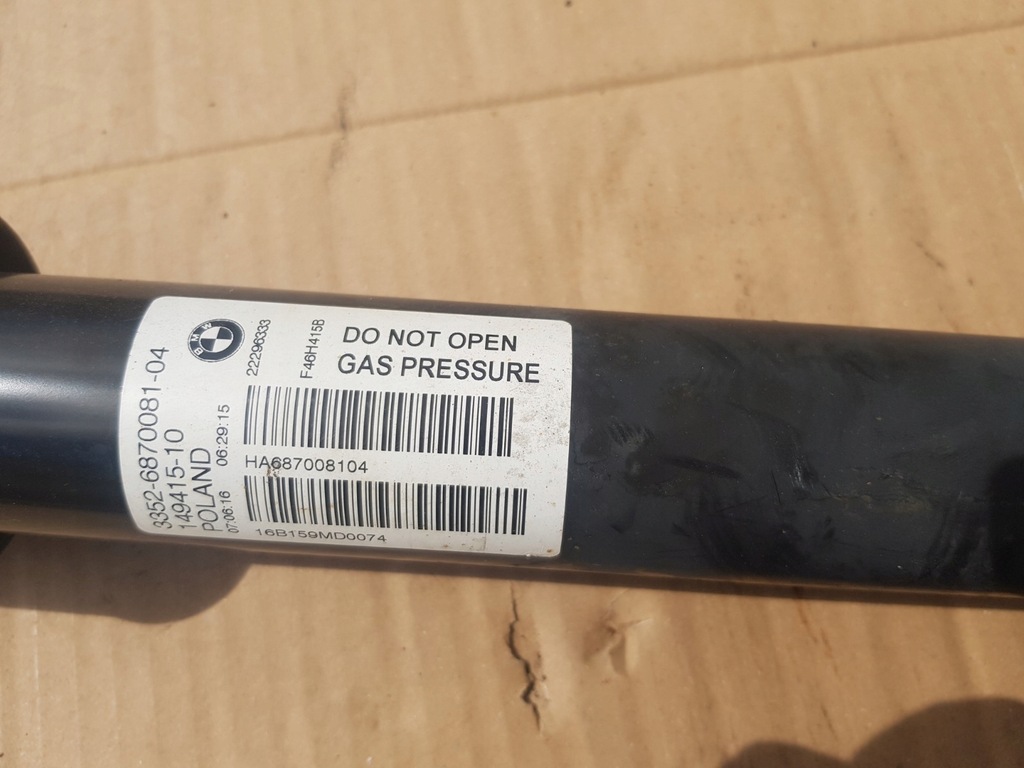 BMW
22296333
F46H415B
DO NOT OPEN
GAS PRESSURE
HA687008104
16B159MD0074
3352-6870081-04
149415-10
POLAND
07:06:16 06:29:15